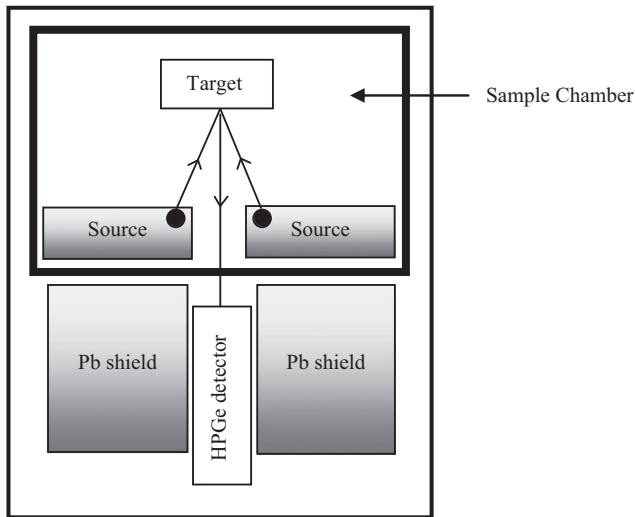 Target
Sample Chamber
Source
Source
Pb shield
HPGe detector
Pb shield